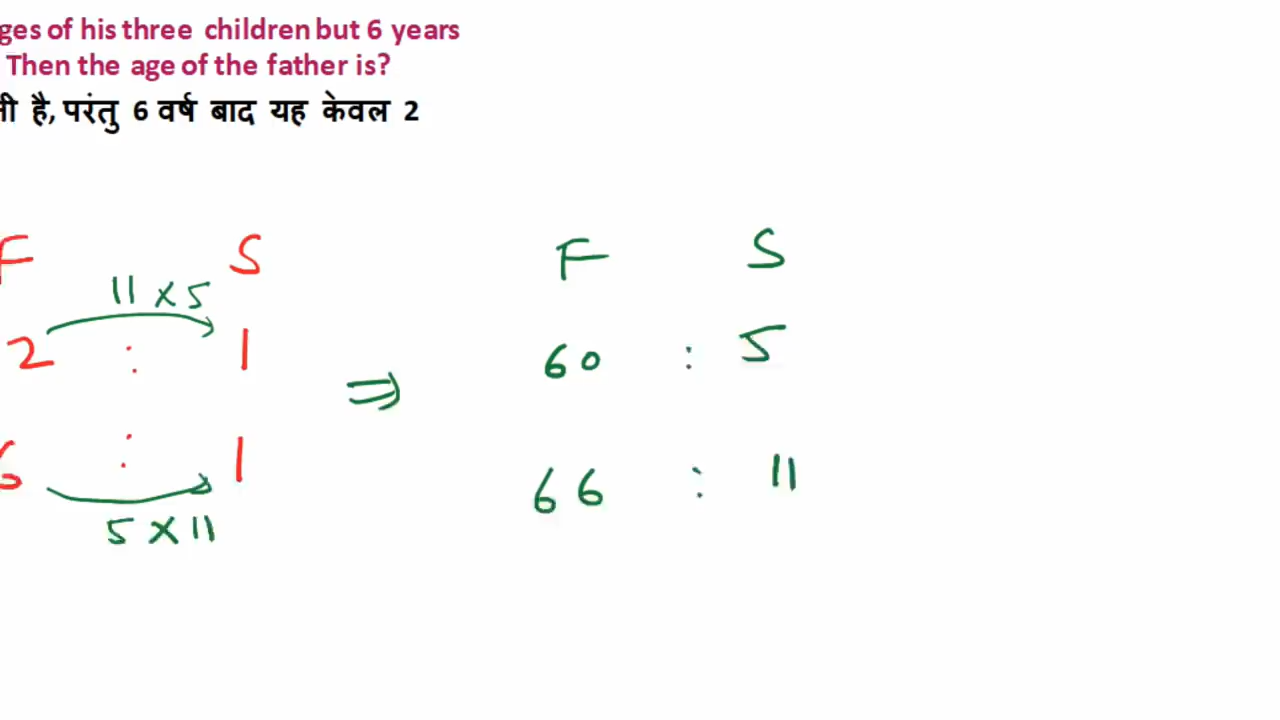 ges of his three children but 6 years
Then the age of the father is?
ती है, परंतु 6 वर्ष बाद यह केवल 2
F S F S
11 x 5
2 : 1 ⇒ 60 : 5
6 : 1 66 : 11
5 x 11